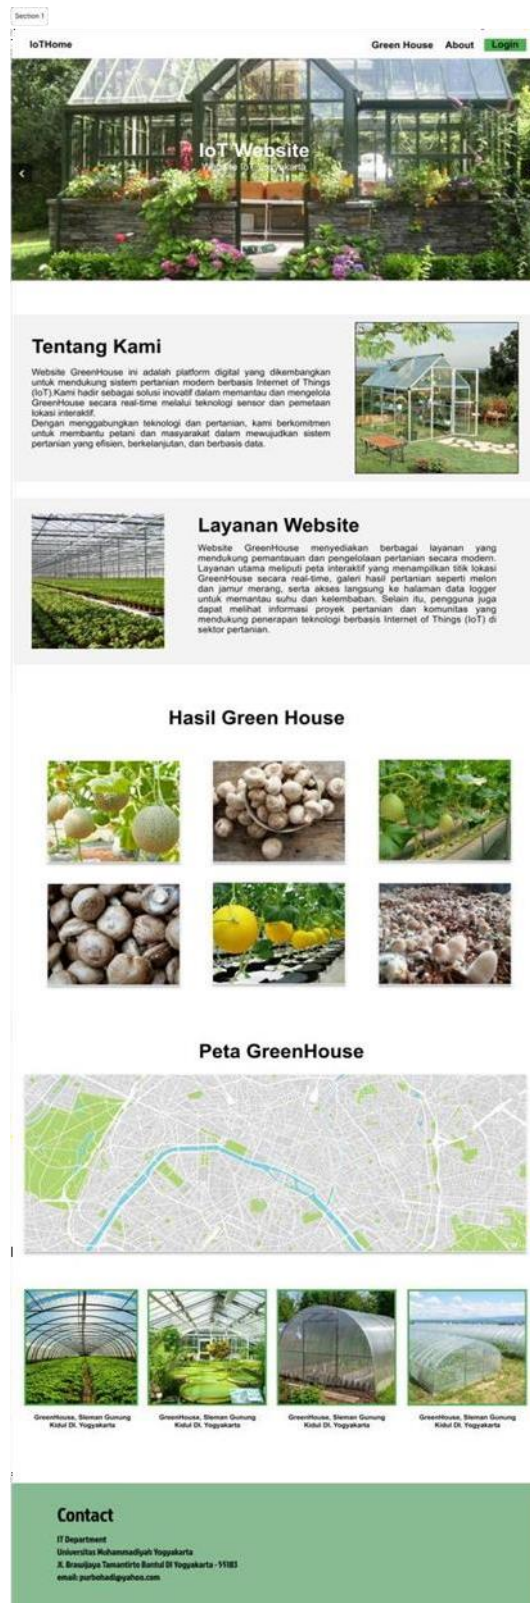 Section 1
IoTHome
Green House About Login
IoT Website
Website IoT Yogyakarta
Tentang Kami
Website GreenHouse ini adalah platform digital yang dikembangkan
untuk mendukung sistem pertanian modern berbasis Internet of Things
(IoT).Kami hadir sebagai solusi inovatif dalam memantau dan mengelola
GreenHouse secara real-time melalui teknologi sensor dan pemetaan
lokasi interaktif.
Dengan menggabungkan teknologi dan pertanian, kami berkomitmen
untuk membantu petani dan masyarakat dalam mewujudkan sistem
pertanian yang efisien, berkelanjutan, dan berbasis data.
Layanan Website
Website GreenHouse menyediakan berbagai layanan yang
mendukung pemantauan dan pengelolaan pertanian secara modern.
Layanan utama meliputi peta interaktif yang menampilkan titik lokasi
GreenHouse secara real-time, galeri hasil pertanian seperti melon
dan jamur merang, serta akses langsung ke halaman data logger
untuk memantau suhu dan kelembaban. Selain itu, pengguna juga
dapat melihat informasi proyek pertanian dan komunitas yang
mendukung penerapan teknologi berbasis Internet of Things (IoT) di
sektor pertanian.
Hasil Green House
Peta GreenHouse
GreenHouse, Sleman Gunung
Kidul DI. Yogyakarta
GreenHouse, Sleman Gunung
Kidul DI. Yogyakarta
GreenHouse, Sleman Gunung
Kidul DI. Yogyakarta
GreenHouse, Sleman Gunung
Kidul DI. Yogyakarta
Contact
IT Department
Universitas Muhammadiyah Yogyakarta
Jl. Brawijaya Tamantirto Bantul DI Yogyakarta - 55183
email: